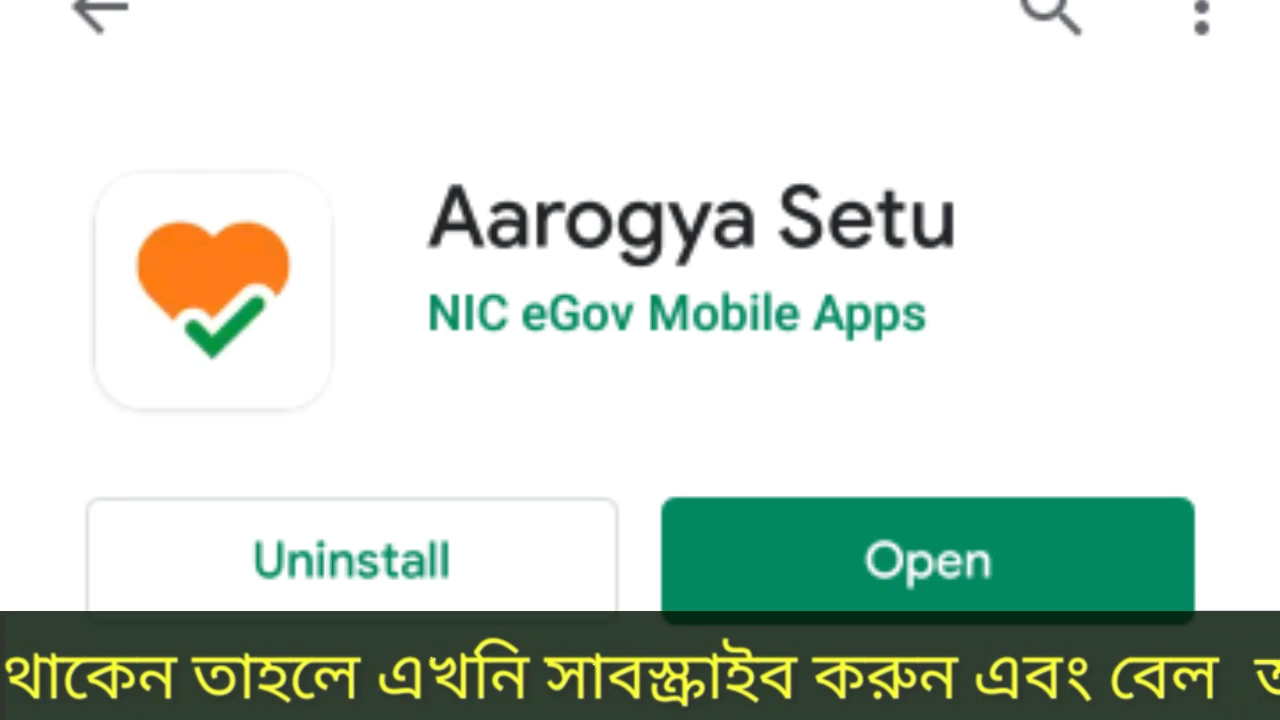 Aarogya Setu
NIC eGov Mobile Apps
Uninstall
Open
থাকেন তাহলে এখনি সাবস্ক্রাইব করুন এবং বেল